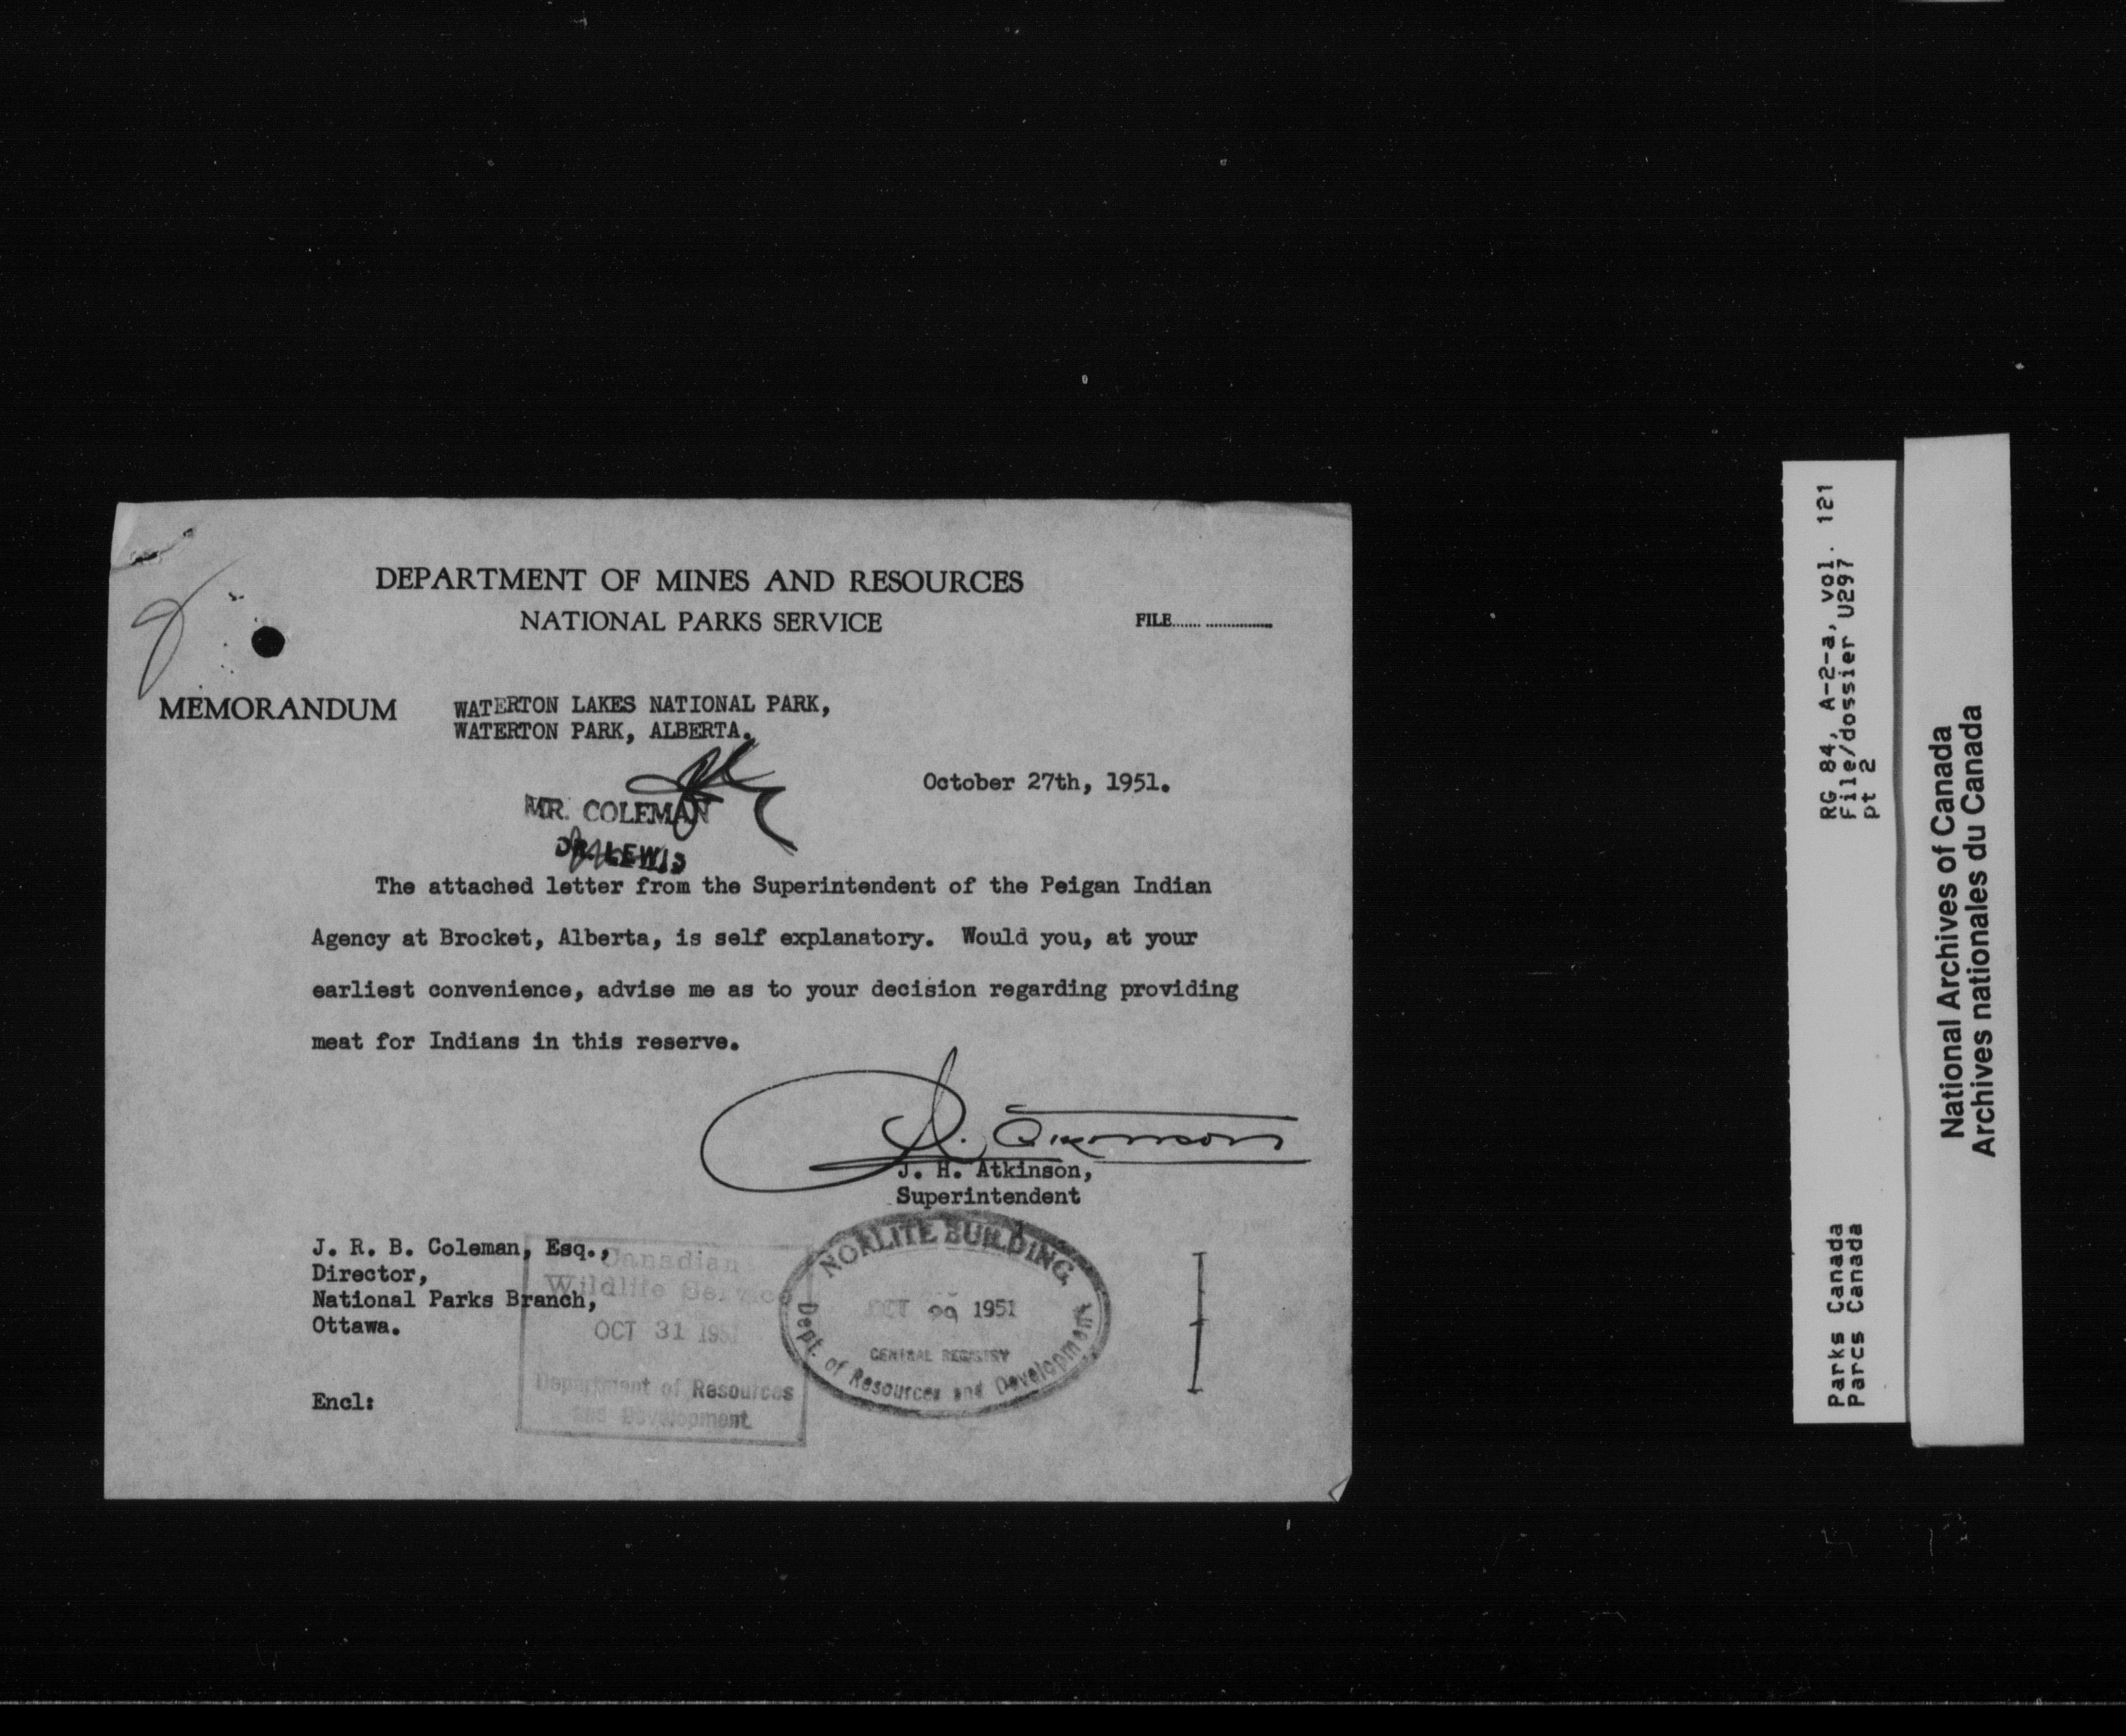 DEPARTMENT OF MINES AND RESOURCES
NATIONAL PARKS SERVICE
FILE.......................
MEMORANDUM
WATERTON LAKES NATIONAL PARK,
WATERTON PARK, ALBERTA.
October 27th, 1951.
MR. COLEMAN
DR. LEWIS
The attached letter from the Superintendent of the Peigan Indian
Agency at Brocket, Alberta, is self explanatory. Would you, at your
earliest convenience, advise me as to your decision regarding providing
meat for Indians in this reserve.
J. H. Atkinson,
Superintendent
J. R. B. Coleman, Esq.,
Director,
National Parks Branch,
Ottawa.
Encl:
Canadian
Wildlife Service
OCT 31 1951
Department of Resources
and Development
NORLITE BUILDING
OCT 1951
CENTRAL REGISTRY
Dept. of Resources and Development
RG 84, A-2-a, vol. 121
File/dossier U297
pt 2
Parks Canada
Parcs Canada
National Archives of Canada
Archives nationales du Canada